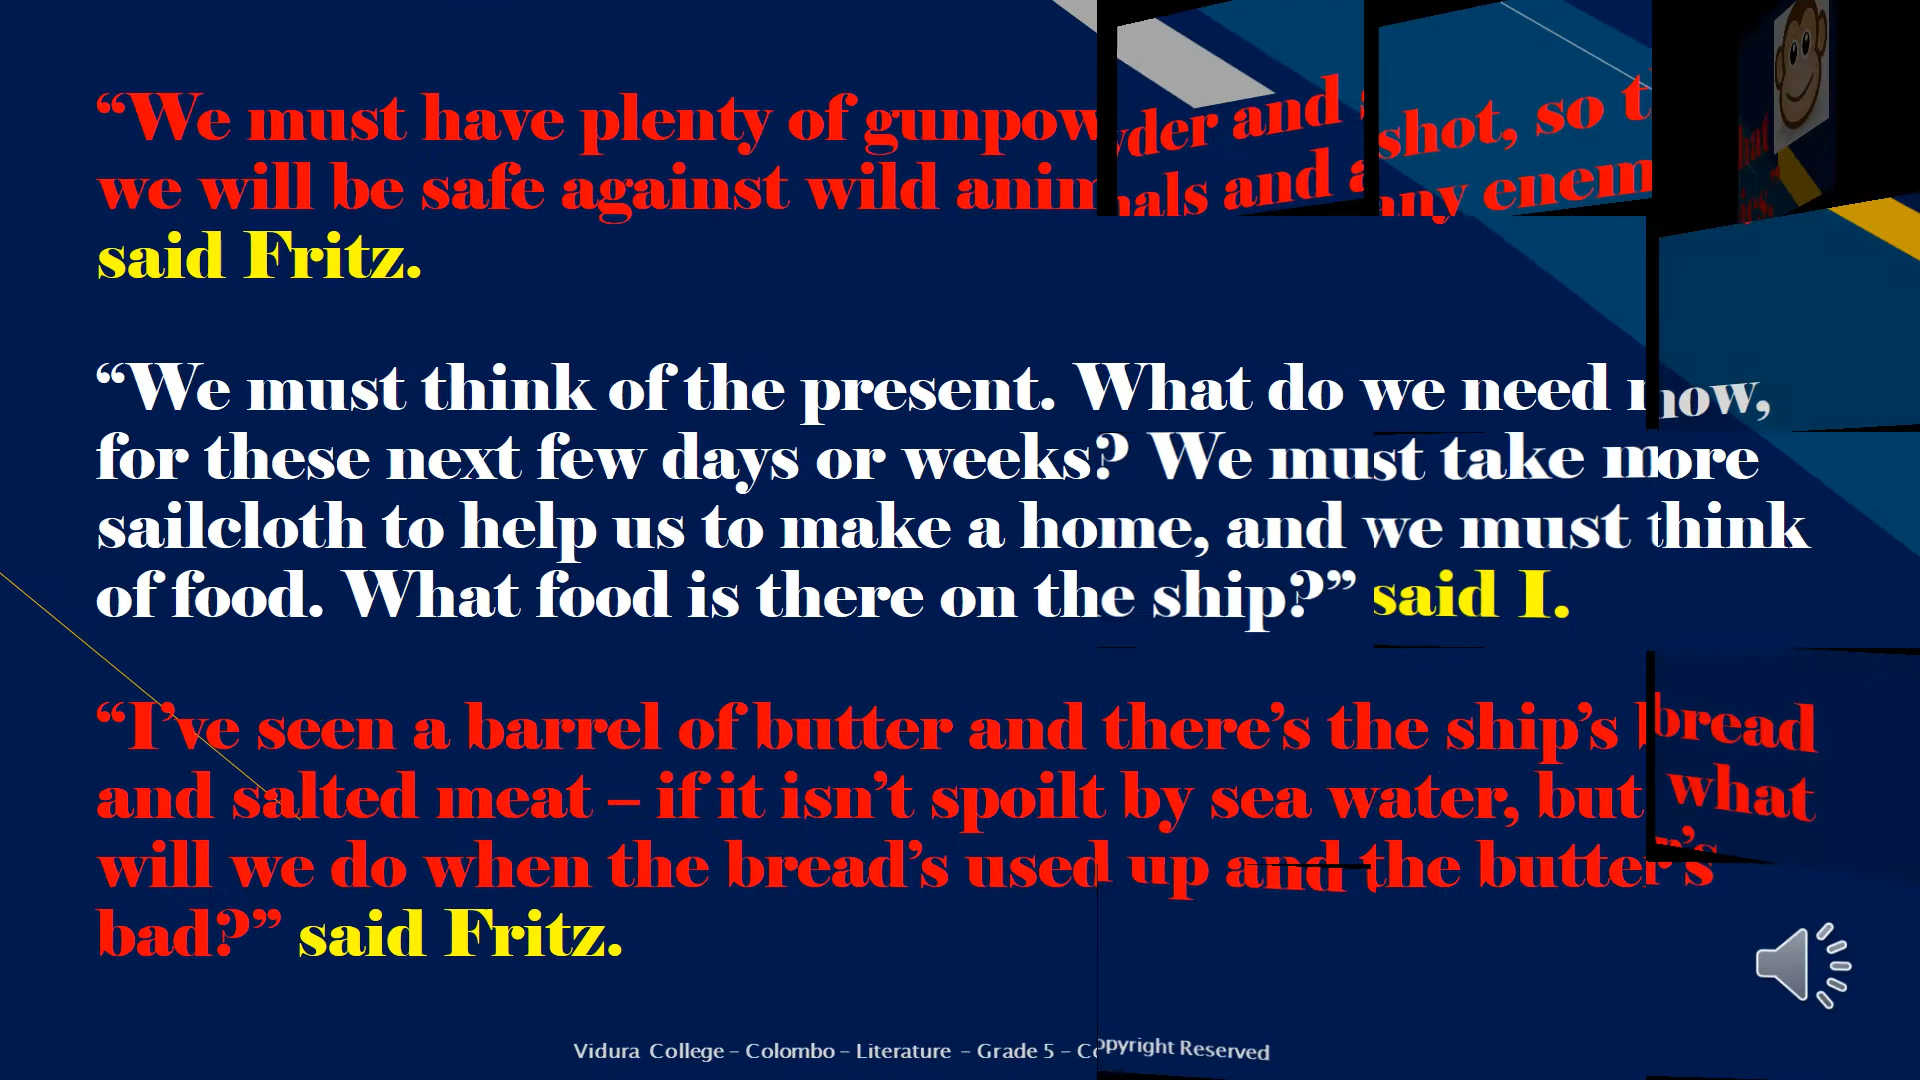 “We must have plenty of gunpowder and shot, so
we will be safe against wild animals and any
said Fritz.
“We must think of the present. What do we need now,
for these next few days or weeks? We must take more
sailcloth to help us to make a home, and we must think
of food. What food is there on the ship?” said I.
“I’ve seen a barrel of butter and there’s the ship’s bread
and salted meat – if it isn’t spoilt by sea water, but what
will we do when the bread’s used up and the butter’s
bad?” said Fritz.
Vidura College – Colombo – Literature – Grade 5 – Copyright Reserved